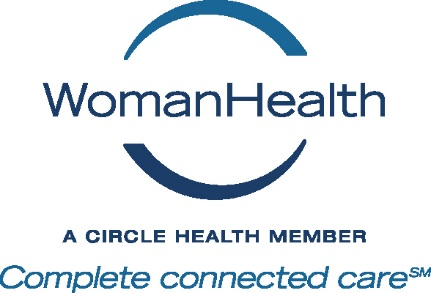 WomanHealth
A CIRCLE HEALTH MEMBER
Complete connected care℠